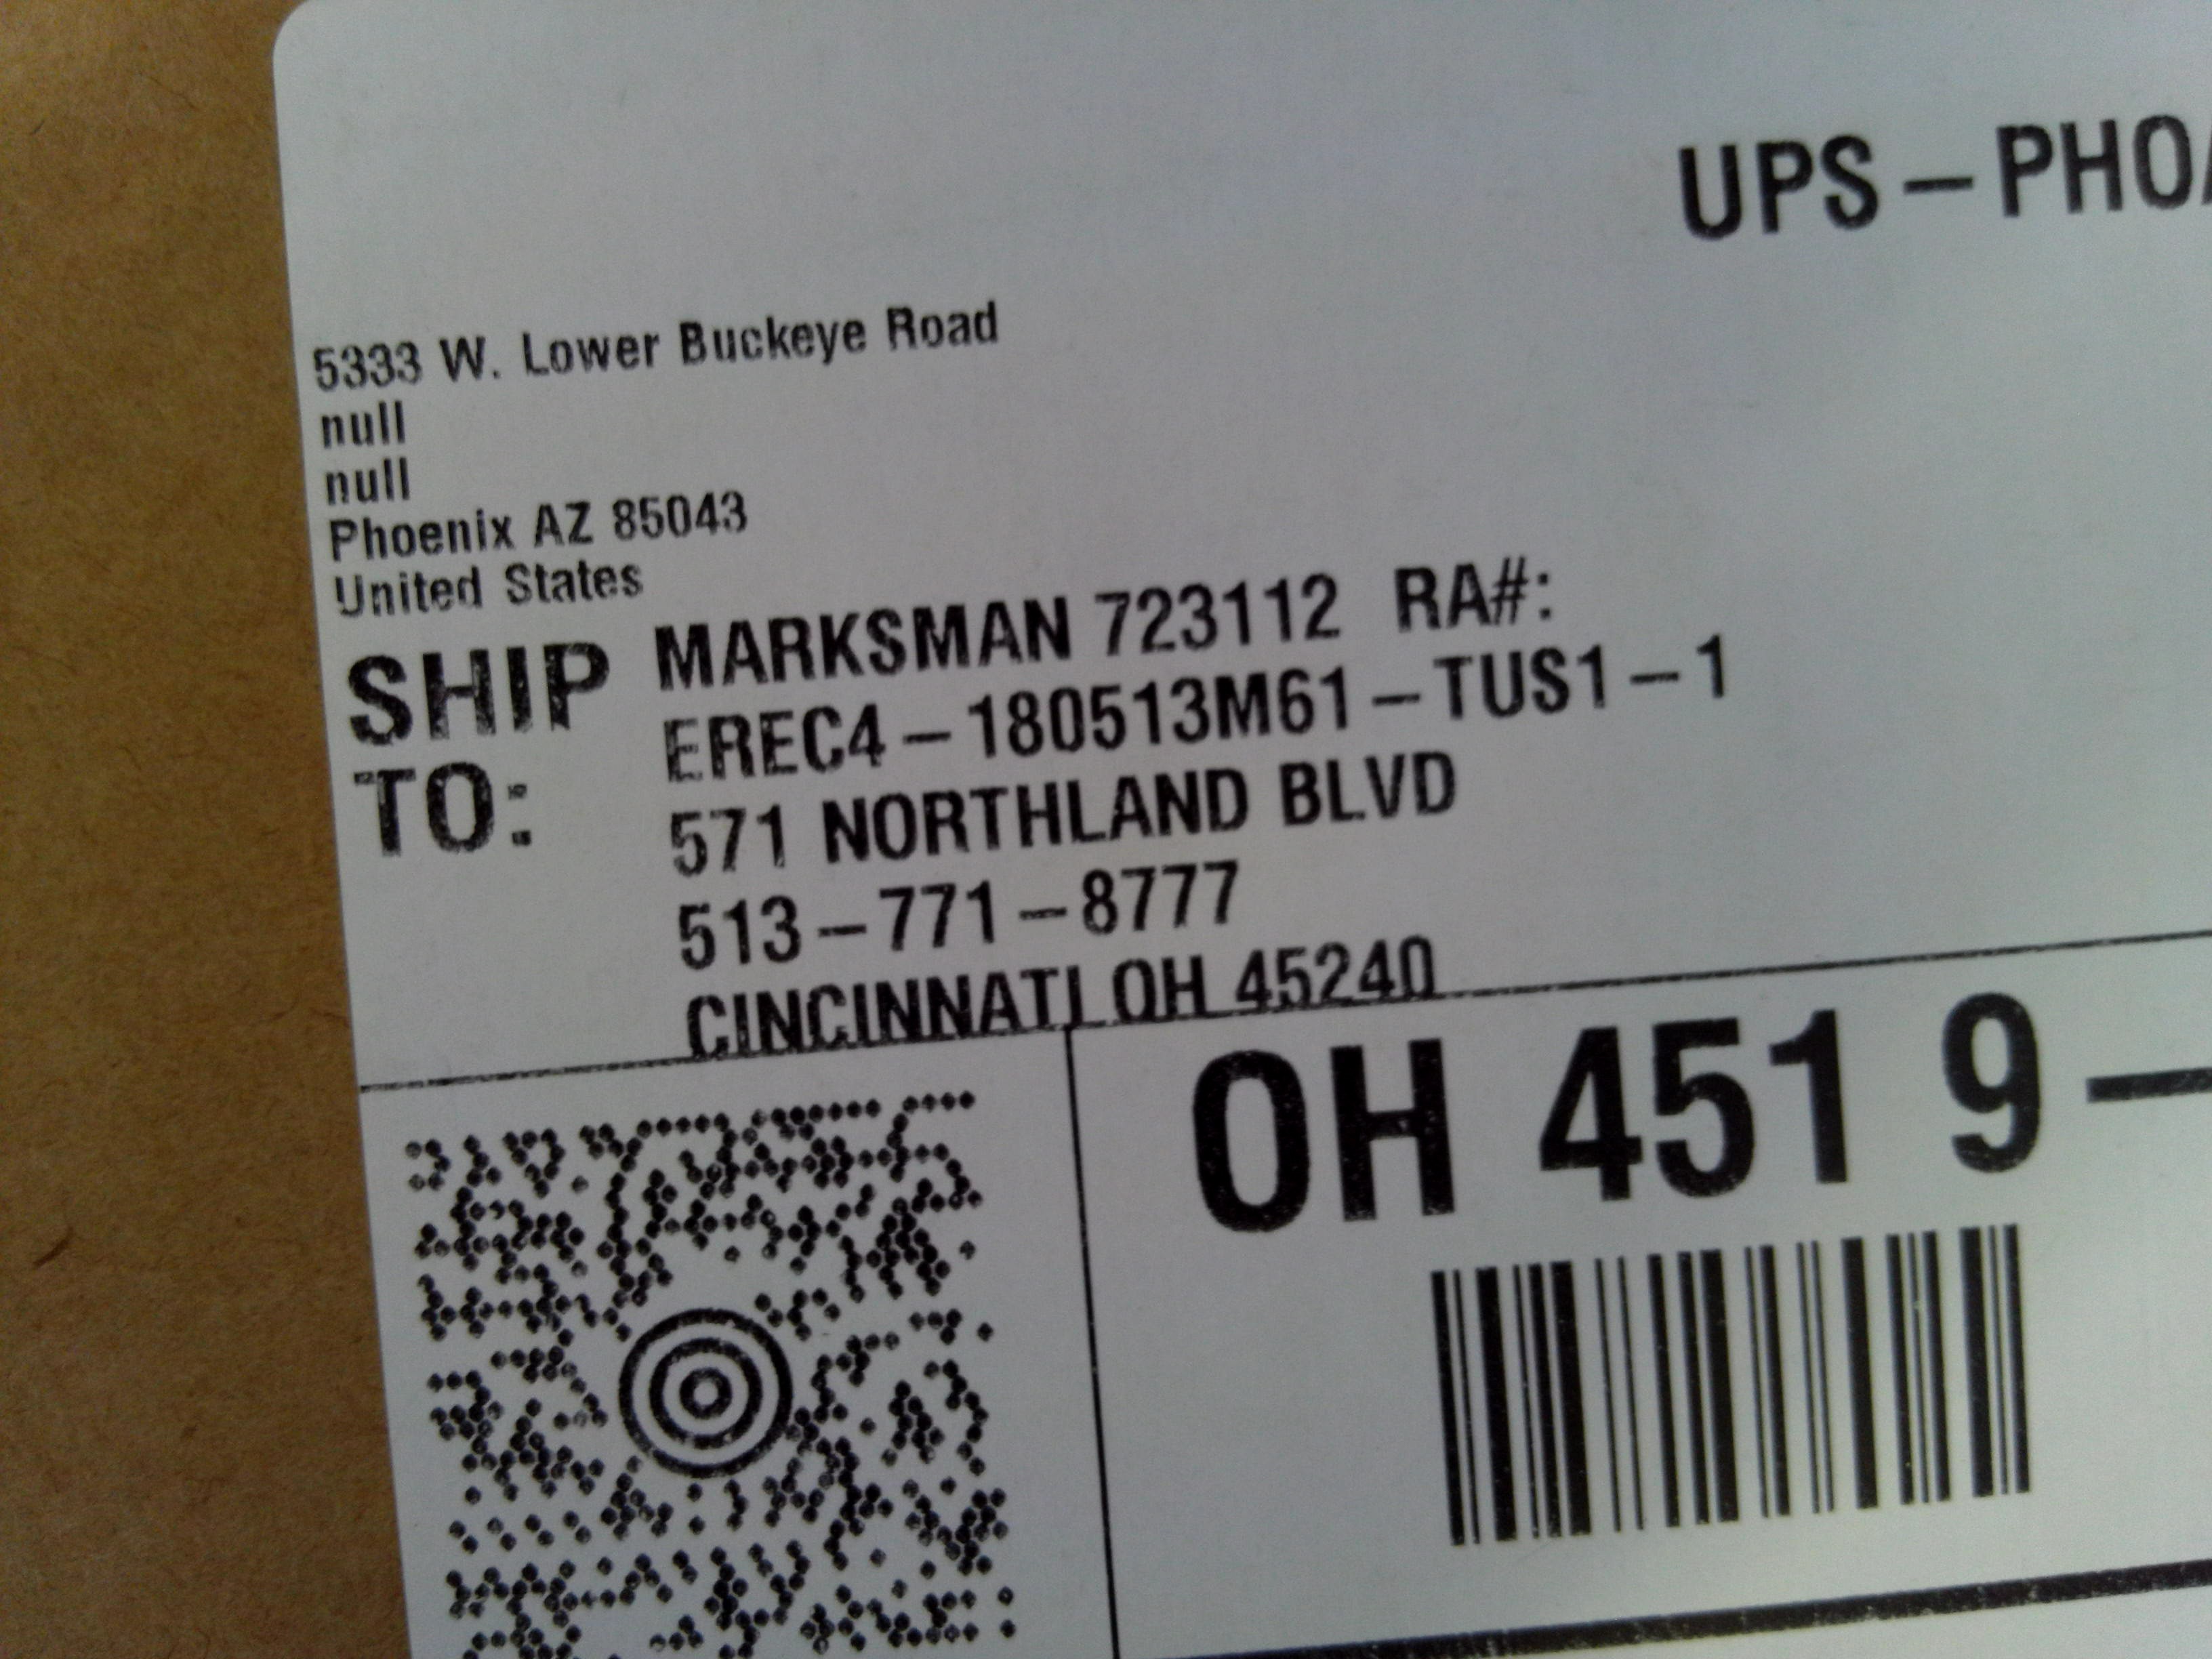 UPS – PHOA
5333 W. Lower Buckeye Road
null
null
Phoenix AZ 85043
United States
SHIP TO:
MARKSMAN 723112 RA#:
EREC4 – 180513M61 – TUS1 – 1
571 NORTHLAND BLVD
513 – 771 – 8777
CINCINNATI OH 45240
OH 451 9 –